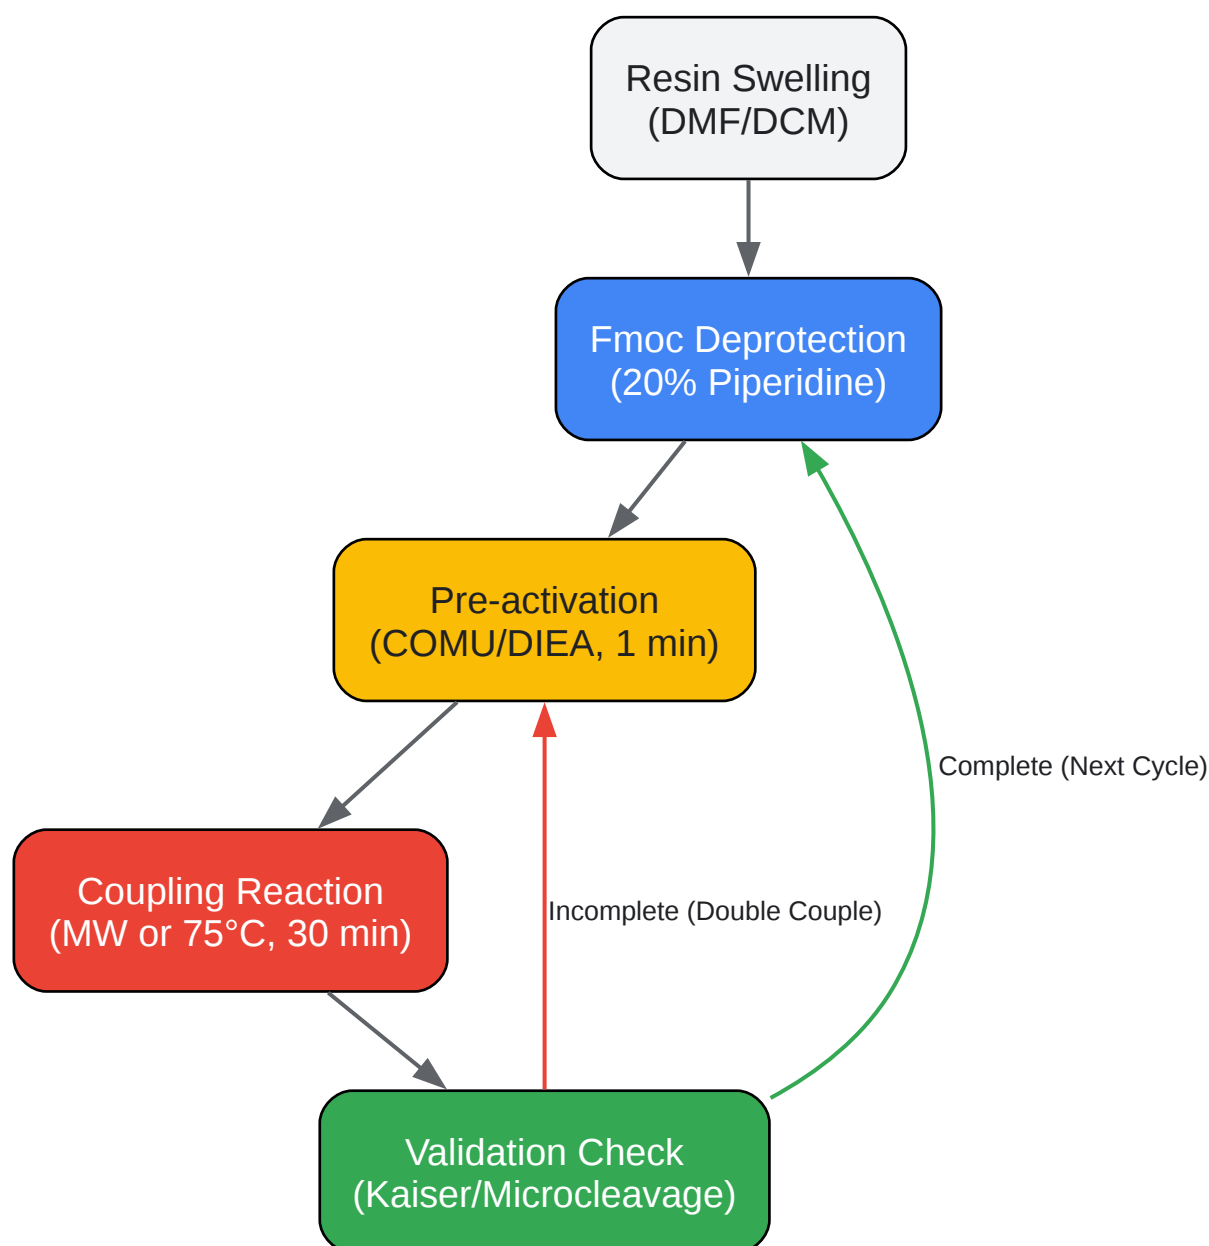 Resin Swelling
(DMF/DCM)
Fmoc Deprotection
(20% Piperidine)
Pre-activation
(COMU/DIEA, 1 min)
Complete (Next Cycle)
Coupling Reaction
(MW or 75°C, 30 min)
Incomplete (Double Couple)
Validation Check
(Kaiser/Microcleavage)